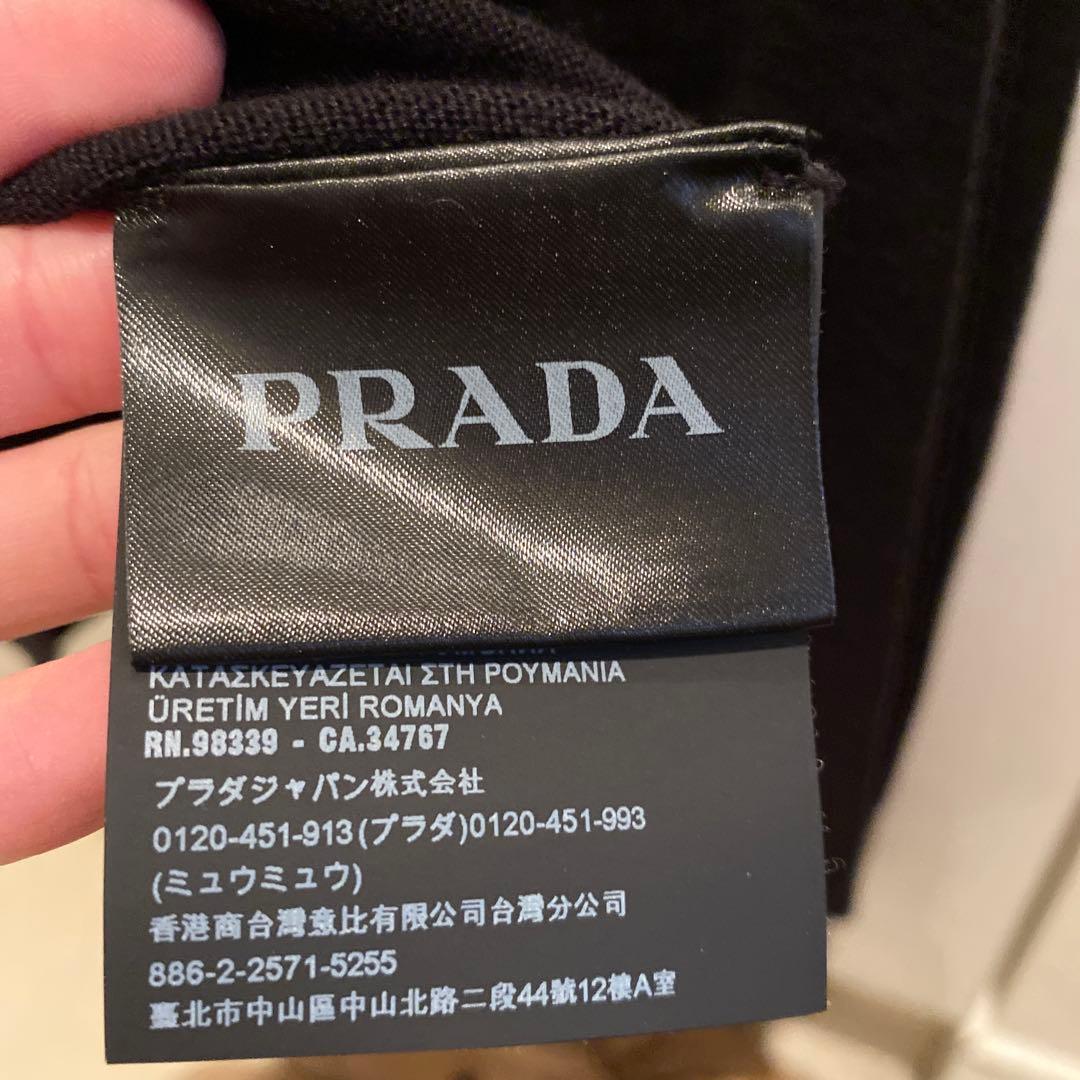 PRADA
ΚΑΤΑΣΚΕΥΑΖΕΤΑΙ ΣΤΗ ΡΟΥΜΑΝΙΑ
ÜRETİM YERİ ROMANYA
RN.98339 - CA.34767
プラダジャパン株式会社
0120-451-913(プラダ)0120-451-993
(ミュウミュウ)
香港商台灣意比有限公司台灣分公司
886-2-2571-5255
臺北市中山區中山北路二段44號12樓A室